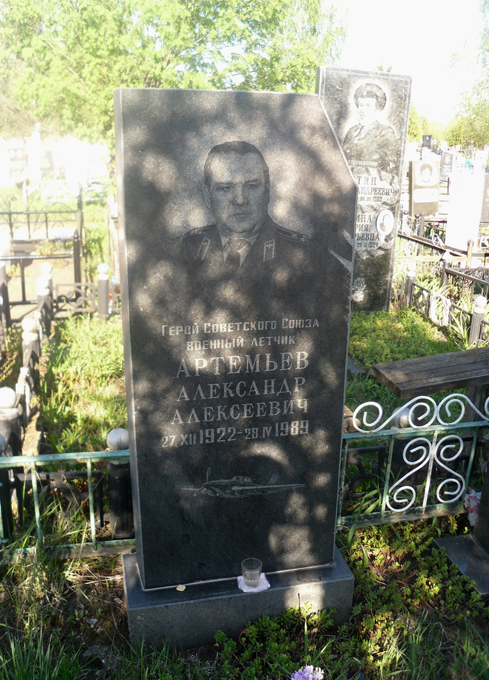 Герой Советского Союза
военный летчик
АРТЕМЬЕВ
АЛЕКСАНДР
АЛЕКСЕЕВИЧ
27.XII 1922 - 28.IV 1989